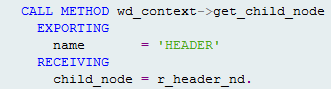 CALL METHOD wd_context->get_child_node
EXPORTING
name = 'HEADER'
RECEIVING
child_node = r_header_nd.